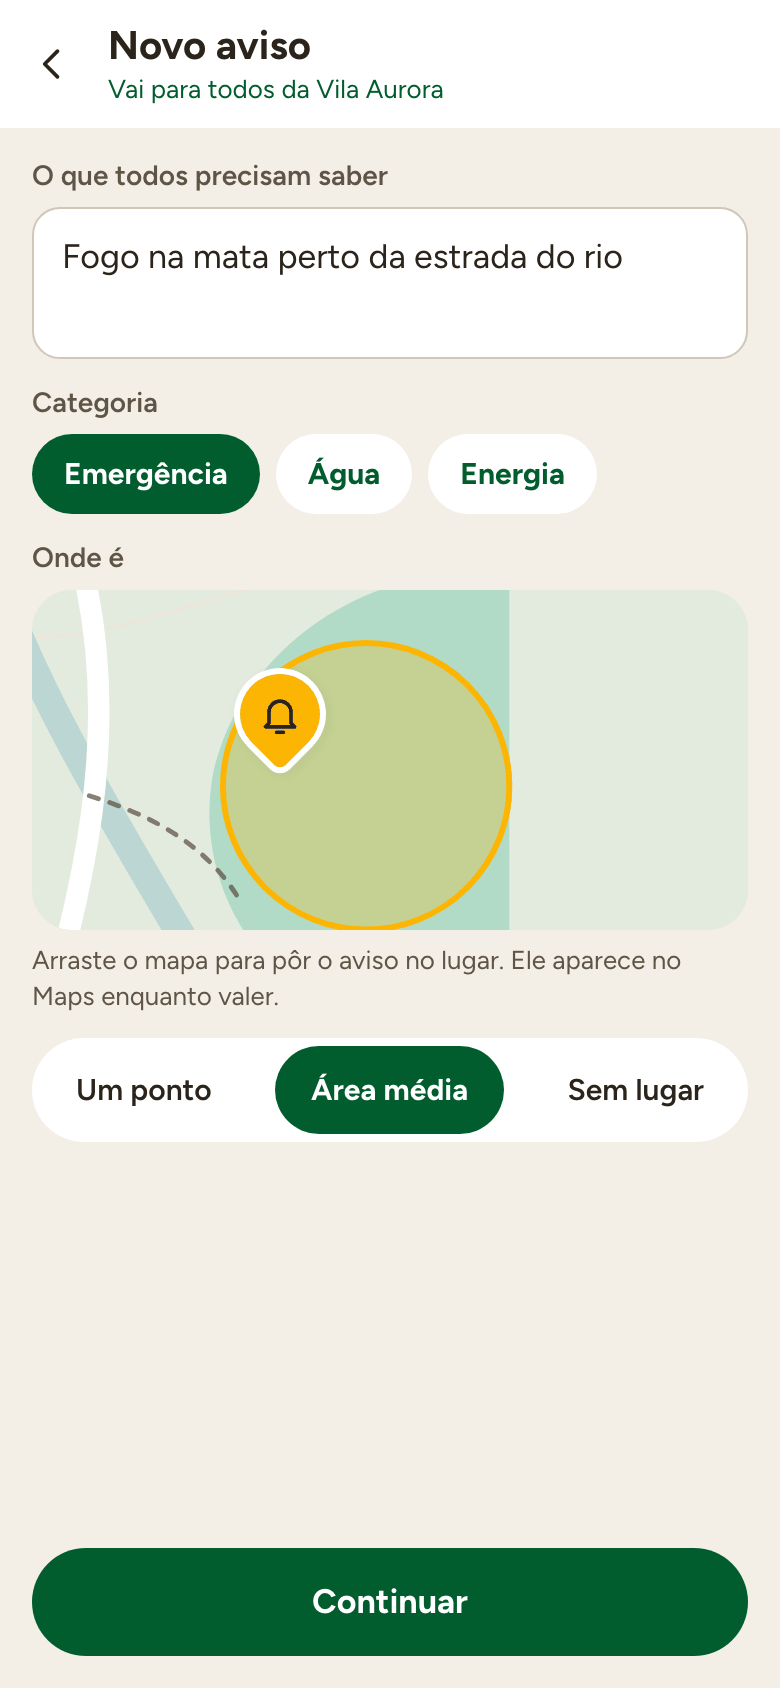 Novo aviso
Vai para todos da Vila Aurora
O que todos precisam saber
Fogo na mata perto da estrada do rio
Categoria
Emergência Água Energia
Onde é
Arraste o mapa para pôr o aviso no lugar. Ele aparece no
Maps enquanto valer.
Um ponto Área média Sem lugar
Continuar